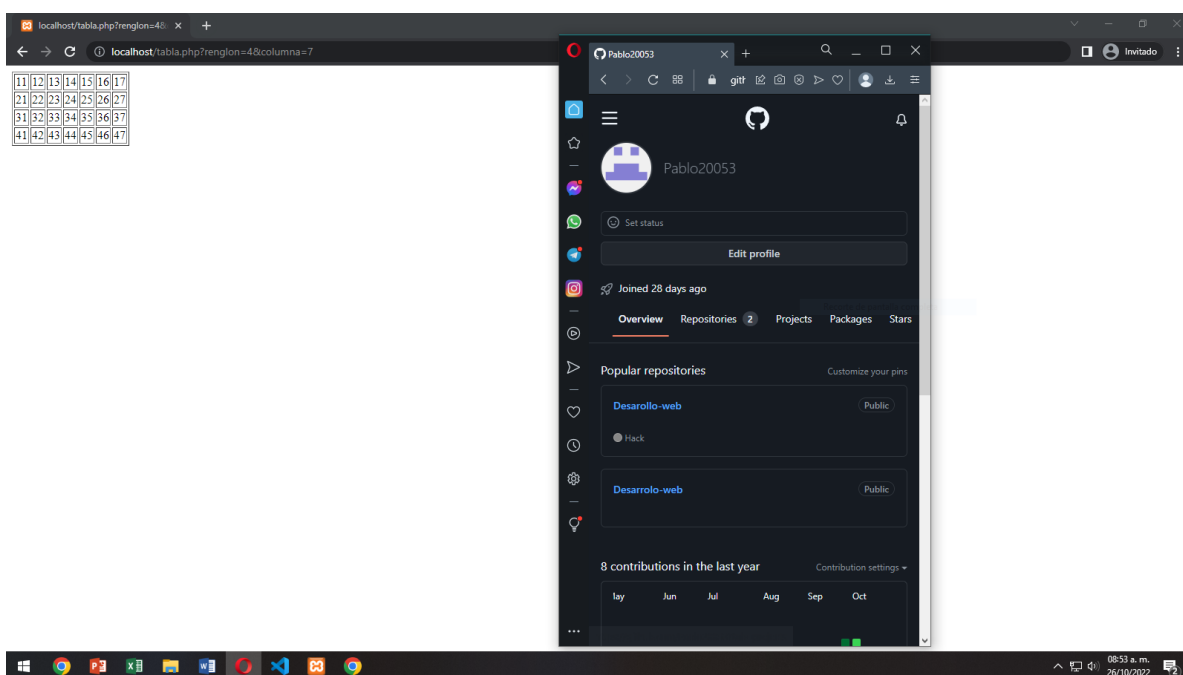 localhost/tabla.php?renglon=48
localhost/tabla.php?renglon=4&columna=7
Invitado
11 12 13 14 15 16 17
21 22 23 24 25 26 27
31 32 33 34 35 36 37
41 42 43 44 45 46 47
Pablo20053
gith
Pablo20053
Set status
Edit profile
Joined 28 days ago
Overview Repositories 2 Projects Packages Stars
Popular repositories Customize your pins
Desarollo-web Public
Hack
Desarrolo-web Public
8 contributions in the last year Contribution settings
lay Jun Jul Aug Sep Oct
08:53 a. m.
26/10/2022
2